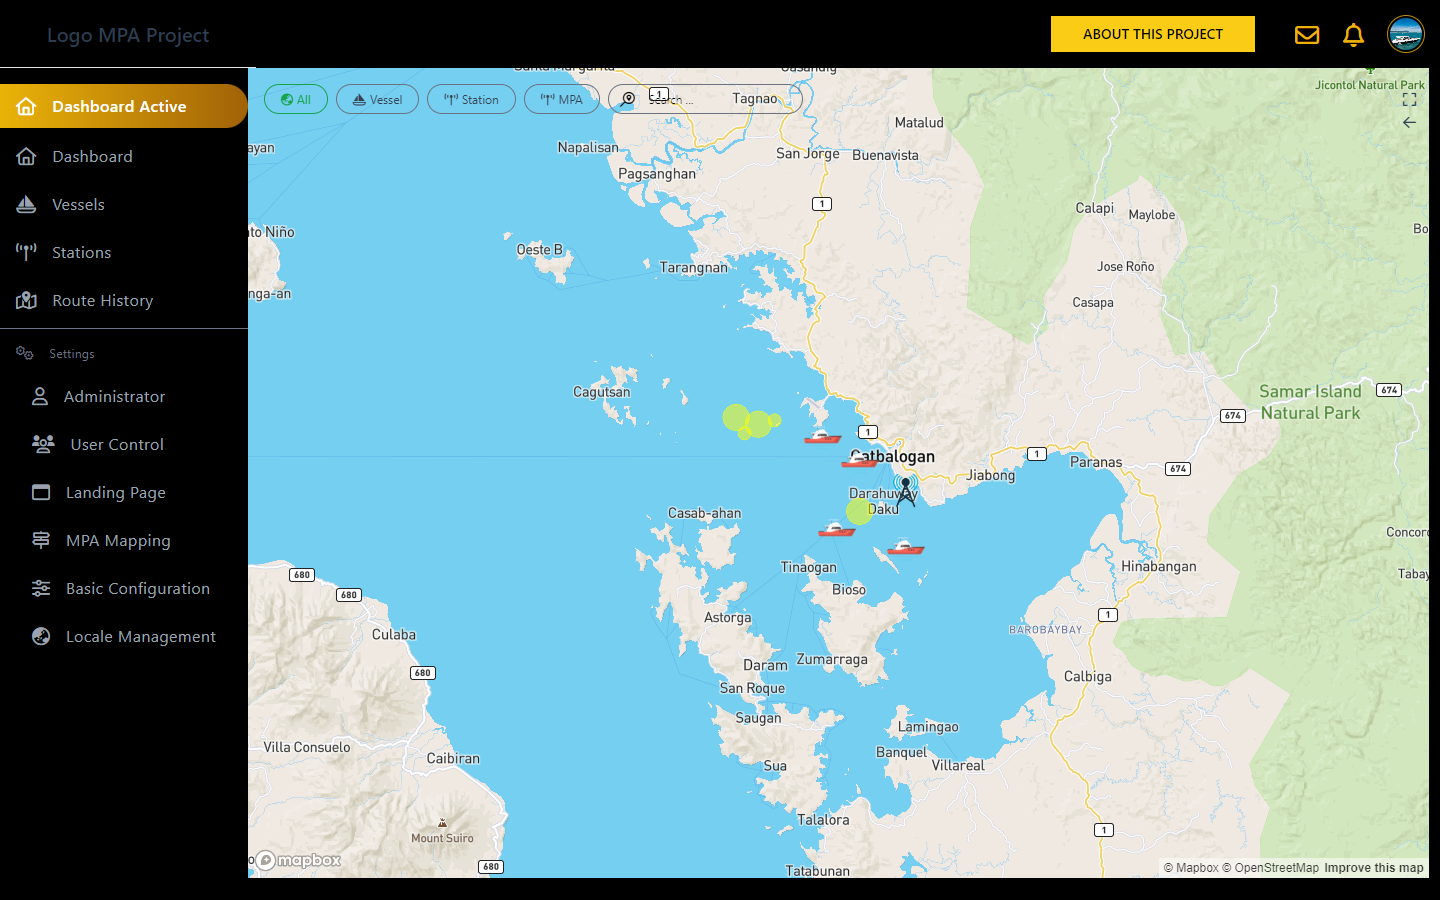 Logo MPA Project
ABOUT THIS PROJECT
Dashboard Active
Dashboard
Vessels
Stations
Route History
Settings
Administrator
User Control
Landing Page
MPA Mapping
Basic Configuration
Locale Management
All
Vessel
Station
MPA
Search ...
1
Tagnao
Jicontol Natural Park
Matalud
ayan
Napalisan
San Jorge
Buenavista
Pagsanghan
1
Calapi
Maylobe
Bo
to Niño
Oeste B
Tarangnan
Jose Roño
nga-an
Casapa
Cagutsan
Samar Island
Natural Park
674
674
1
Catbalogan
1
Paranas
674
Jiabong
Darahuway
Daku
Casab-ahan
Concord
Tinaogan
Hinabangan
Tabay
680
680
Bioso
Astorga
1
Culaba
BAROBAYBAY
Zumarraga
Daram
680
San Roque
Calbiga
Saugan
Lamingao
Villa Consuelo
Caibiran
Banquel
Sua
Villareal
Talalora
Mount Suiro
1
680
mapbox
Tatabunan
© Mapbox © OpenStreetMap Improve this map